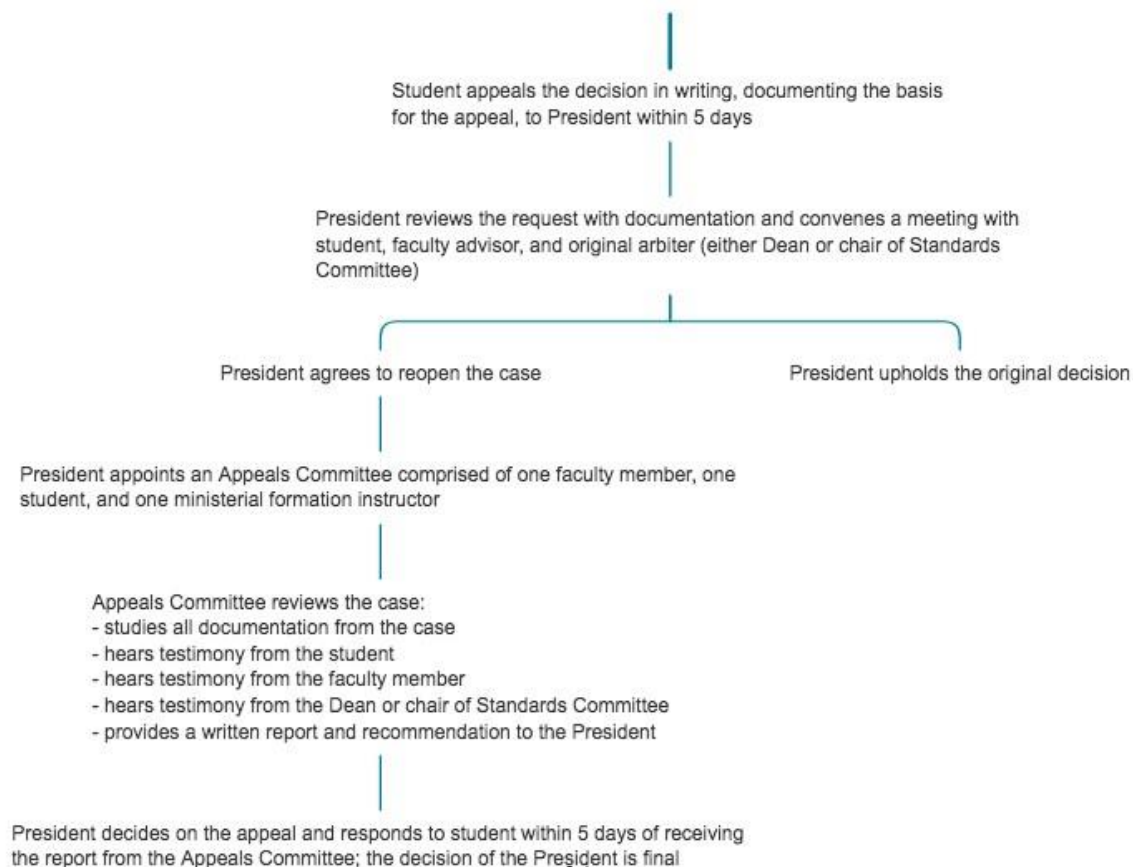 Student appeals the decision in writing, documenting the basis
for the appeal, to President within 5 days
President reviews the request with documentation and convenes a meeting with
student, faculty advisor, and original arbiter (either Dean or chair of Standards
Committee)
President agrees to reopen the case
President upholds the original decision
President appoints an Appeals Committee comprised of one faculty member, one
student, and one ministerial formation instructor
Appeals Committee reviews the case:
- studies all documentation from the case
- hears testimony from the student
- hears testimony from the faculty member
- hears testimony from the Dean or chair of Standards Committee
- provides a written report and recommendation to the President
President decides on the appeal and responds to student within 5 days of receiving
the report from the Appeals Committee; the decision of the President is final